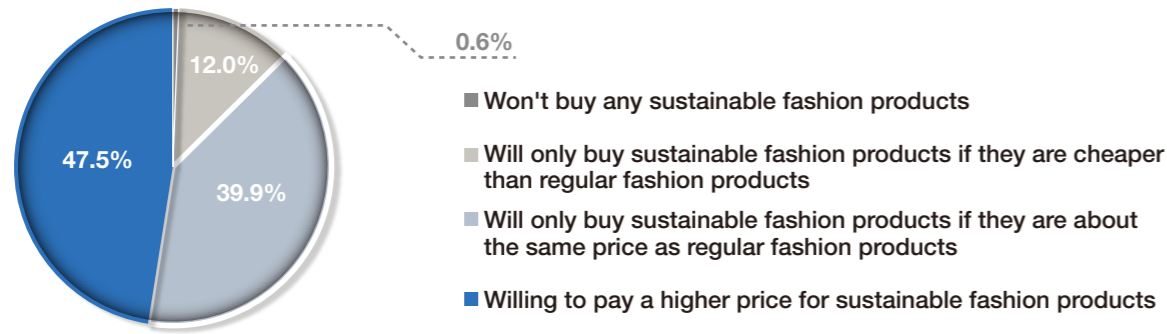 0.6%
12.0%
47.5%
39.9%
Won't buy any sustainable fashion products
Will only buy sustainable fashion products if they are cheaper
than regular fashion products
Will only buy sustainable fashion products if they are about
the same price as regular fashion products
Willing to pay a higher price for sustainable fashion products